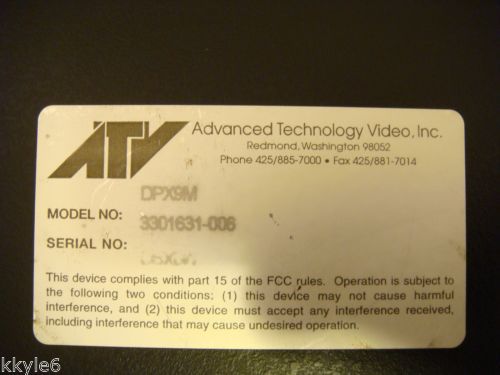 ATV
Advanced Technology Video, Inc.
Redmond, Washington 98052
Phone 425/885-7000 • Fax 425/881-7014
DPX9M
MODEL NO: 3301631-006
SERIAL NO:
This device complies with part 15 of the FCC rules. Operation is subject to
the following two conditions: (1) this device may not cause harmful
interference, and (2) this device must accept any interference received,
including interference that may cause undesired operation.
kkyle6
kkyle6